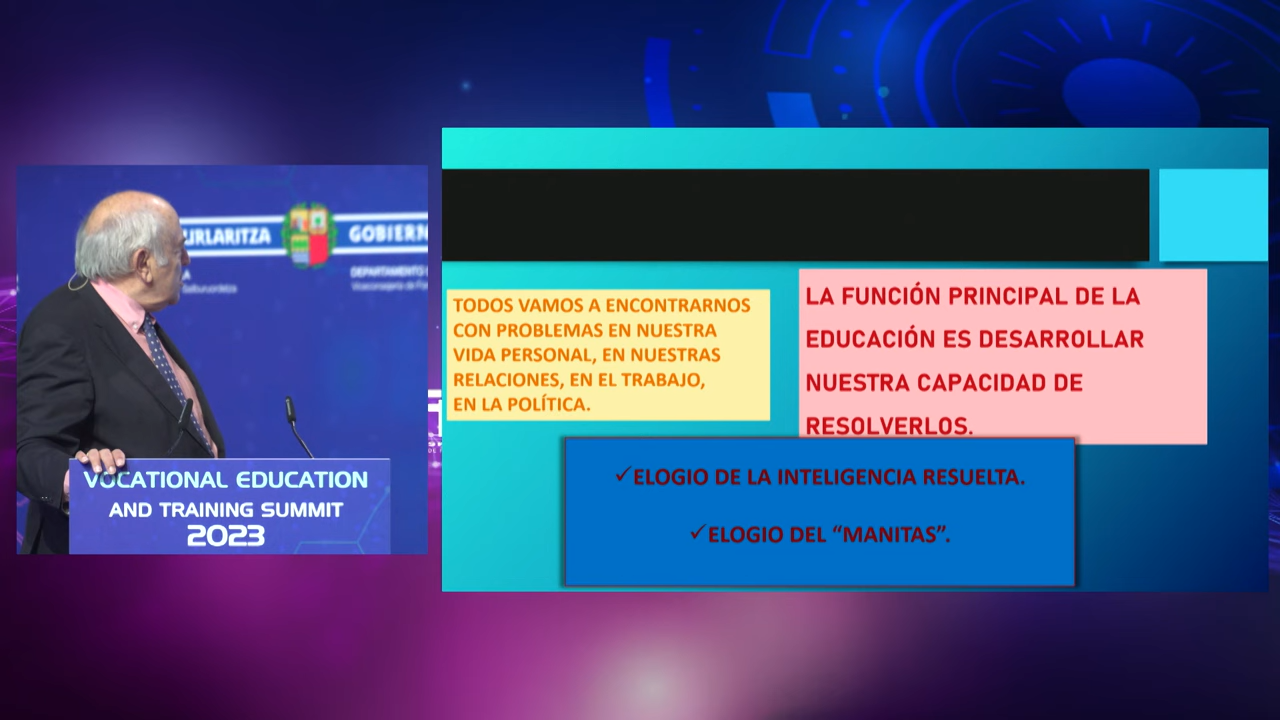 URLARITZA
GOBIERN
DEPARTAMENTO
TODOS VAMOS A ENCONTRARNOS
CON PROBLEMAS EN NUESTRA
VIDA PERSONAL, EN NUESTRAS
RELACIONES, EN EL TRABAJO,
EN LA POLÍTICA.
LA FUNCIÓN PRINCIPAL DE LA
EDUCACIÓN ES DESARROLLAR
NUESTRA CAPACIDAD DE
RESOLVERLOS.
✓ELOGIO DE LA INTELIGENCIA RESUELTA.
✓ELOGIO DEL “MANITAS”.
VOCATIONAL EDUCATION
AND TRAINING SUMMIT
2023